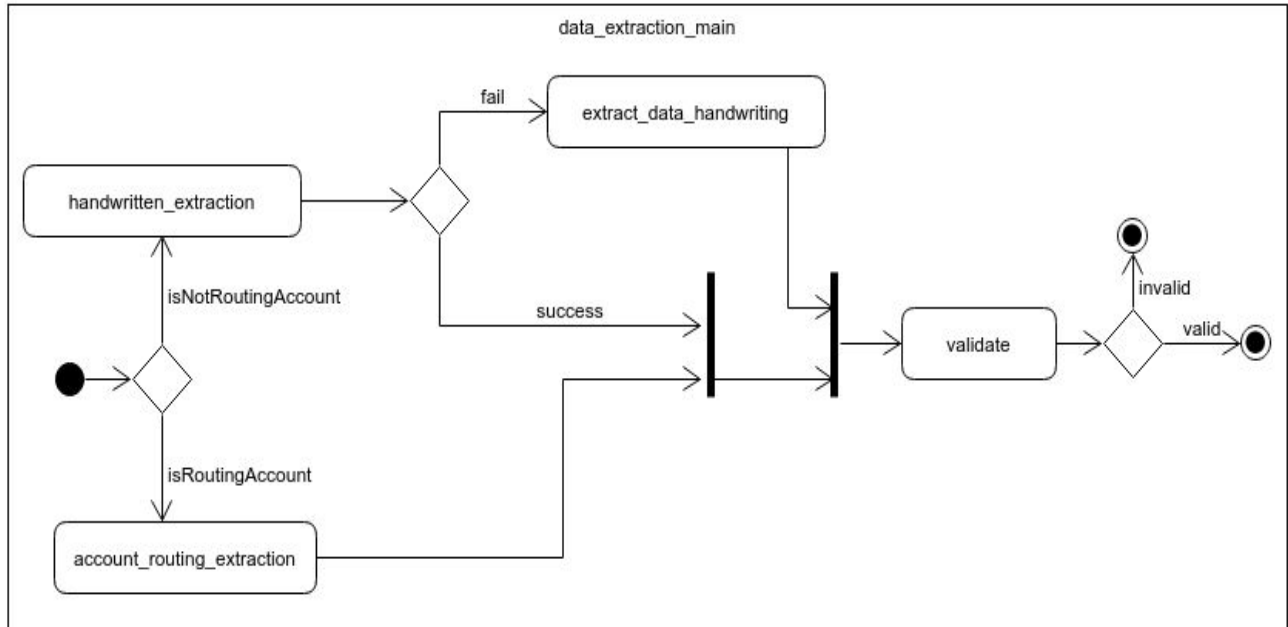 data_extraction_main
fail
extract_data_handwriting
handwritten_extraction
isNotRoutingAccount
invalid
success
valid
validate
isRoutingAccount
account_routing_extraction